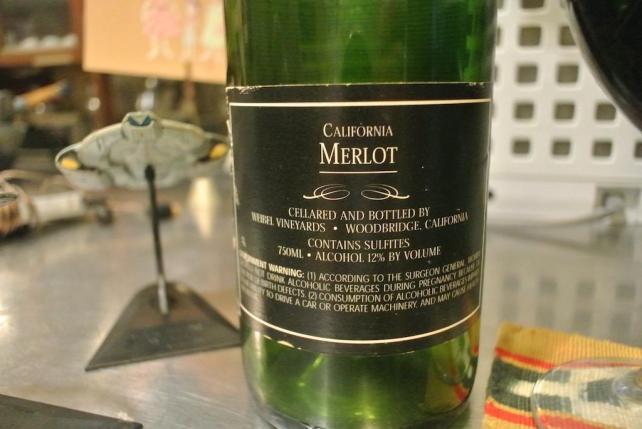 CALIFORNIA
MERLOT
CELLARED AND BOTTLED BY
WEIBEL VINEYARDS • WOODBRIDGE, CALIFORNIA
CONTAINS SULFITES
750ML • ALCOHOL 12% BY VOLUME
WARNING: (1) ACCORDING TO THE SURGEON GENERAL, WOMEN
NOT DRINK ALCOHOLIC BEVERAGES DURING PREGNANCY BECAUSE
OF BIRTH DEFECTS. (2) CONSUMPTION OF ALCOHOLIC BEVERAGES
TO DRIVE A CAR OR OPERATE MACHINERY, AND MAY CAUSE